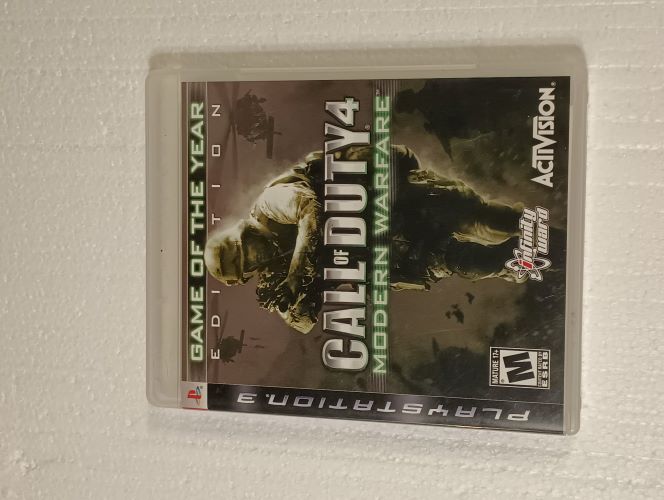 PLAYSTATION 3
GAME OF THE YEAR
EDITION
CALL OF DUTY 4
MODERN WARFARE
MATURE 17+
M
ESRB
infinity
ward
ACTIVISION